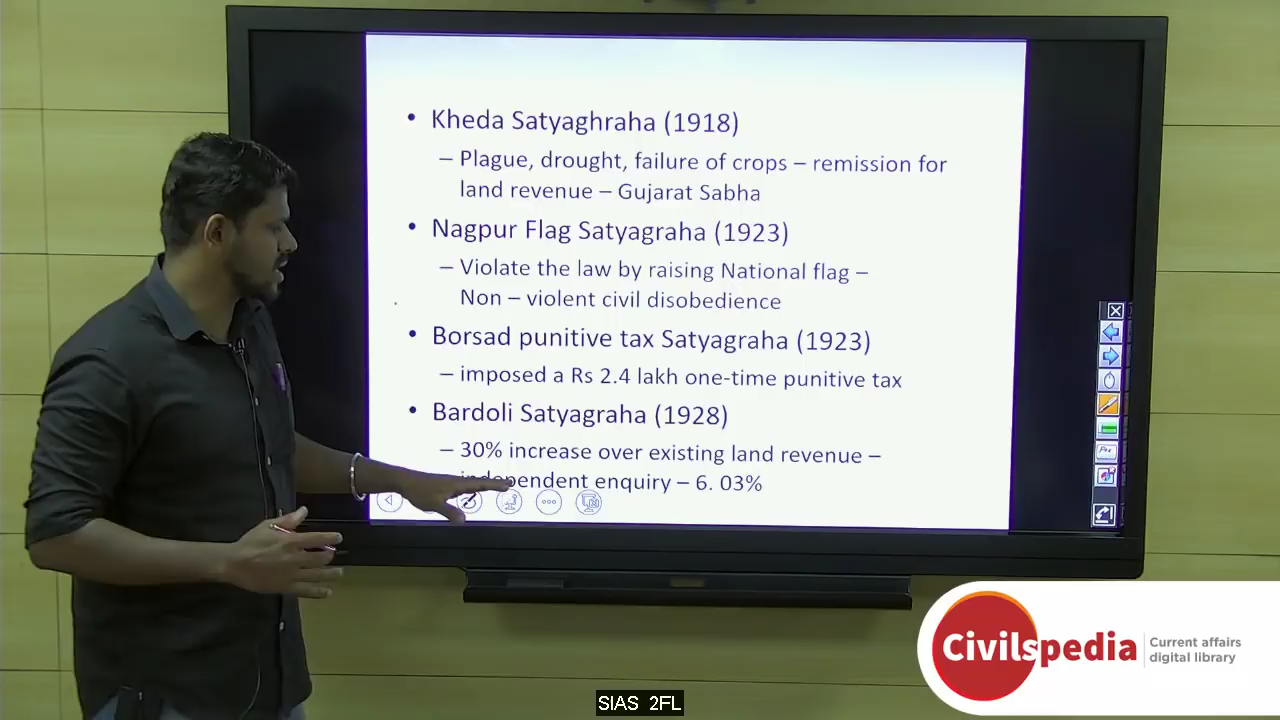 • Kheda Satyaghraha (1918)
– Plague, drought, failure of crops – remission for
land revenue – Gujarat Sabha
• Nagpur Flag Satyagraha (1923)
– Violate the law by raising National flag –
Non – violent civil disobedience
• Borsad punitive tax Satyagraha (1923)
– imposed a Rs 2.4 lakh one-time punitive tax
• Bardoli Satyagraha (1928)
– 30% increase over existing land revenue –
independent enquiry – 6. 03%
Civilspedia
Current affairs
digital library
SIAS 2FL